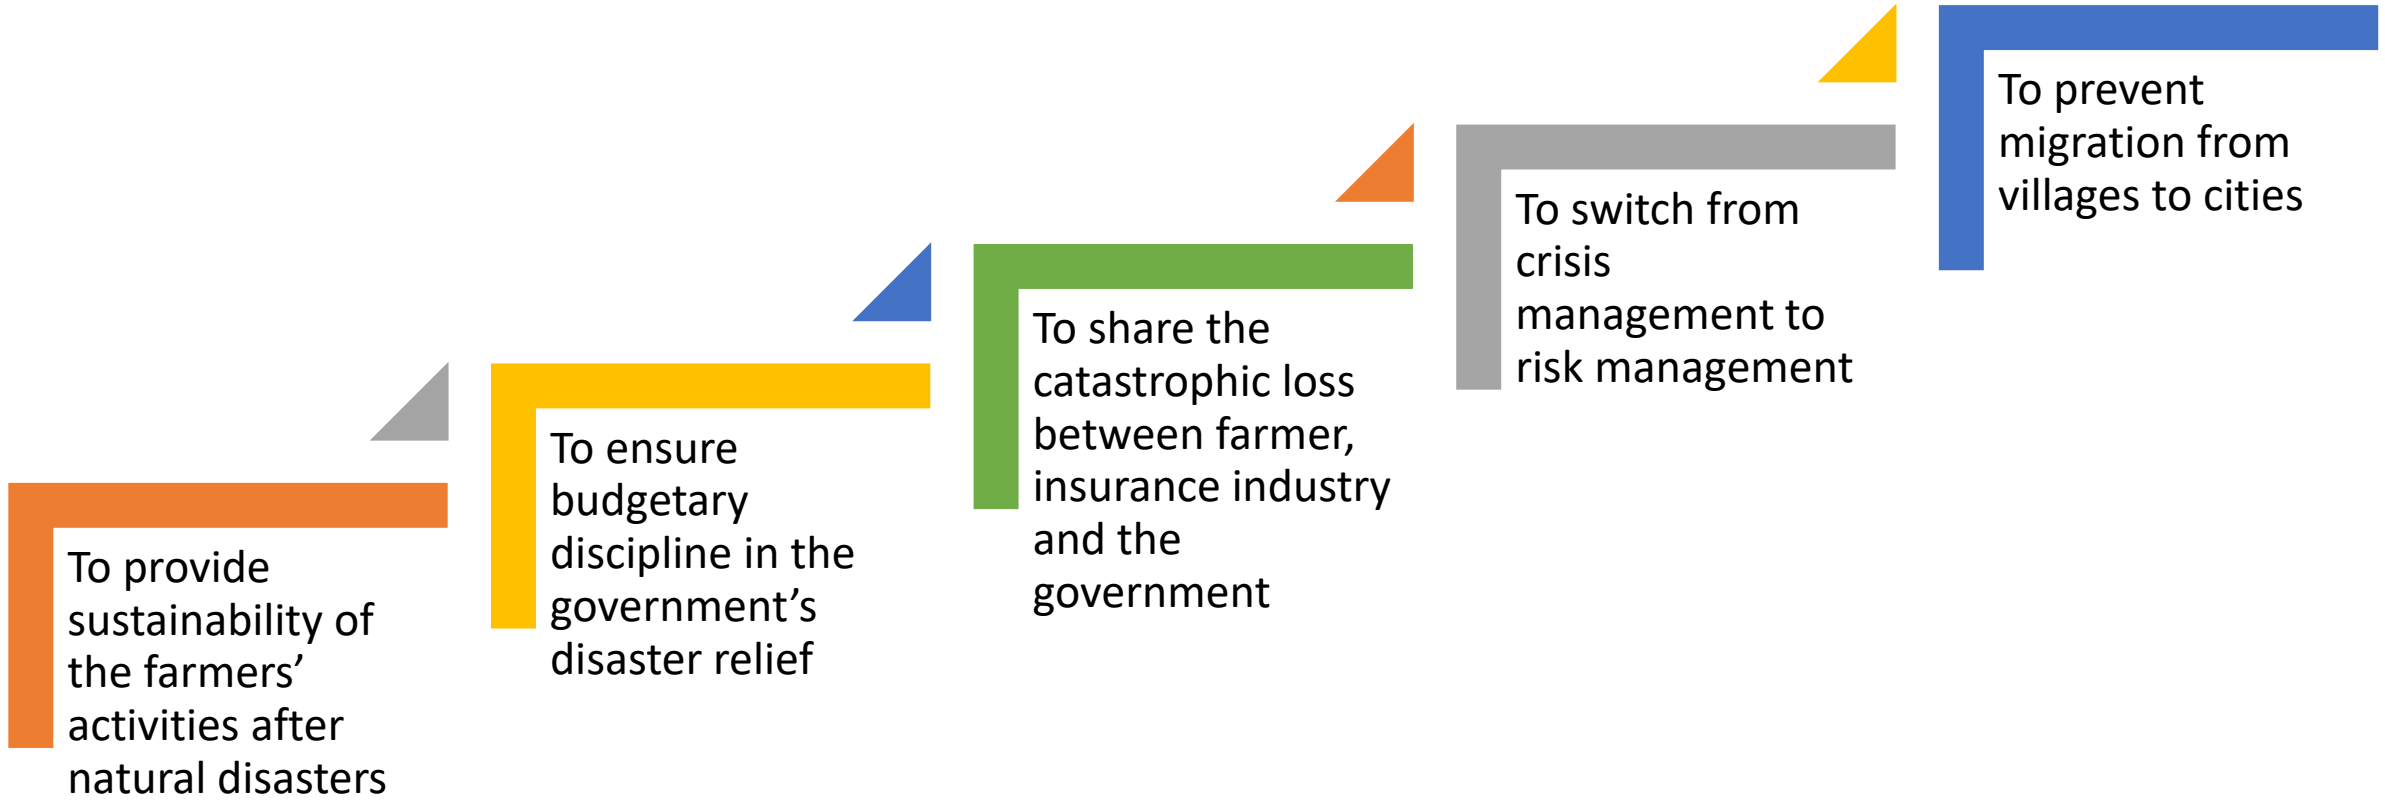 To provide
sustainability of
the farmers’
activities after
natural disasters
To ensure
budgetary
discipline in the
government’s
disaster relief
To share the
catastrophic loss
between farmer,
insurance industry
and the
government
To switch from
crisis
management to
risk management
To prevent
migration from
villages to cities